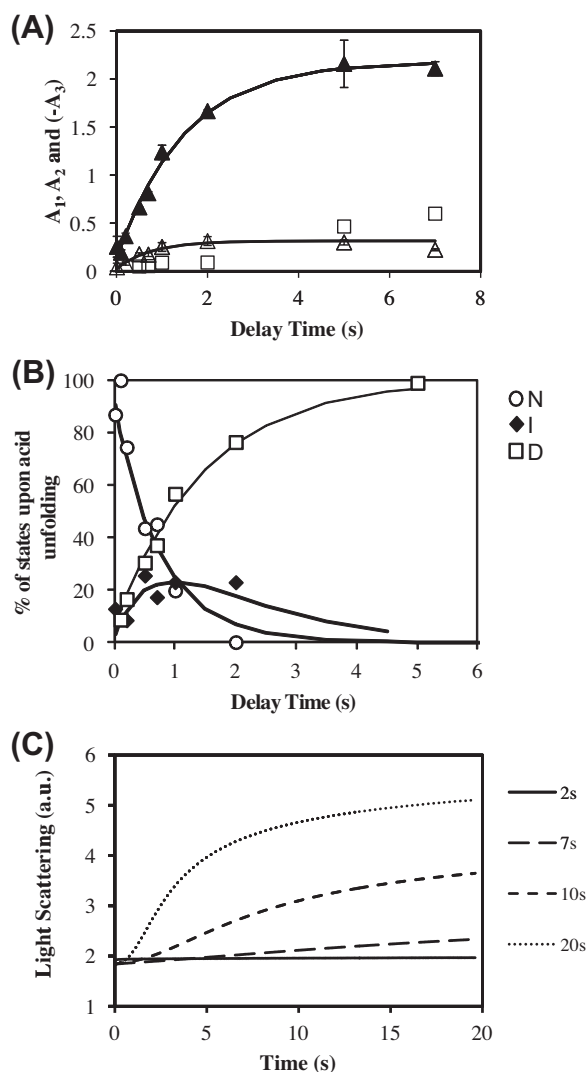 (A)
2.5
2
1.5
1
0.5
0
A₁, A₂ and (-A₃)
0 2 4 6 8
Delay Time (s)
(B)
100
80
60
40
20
0
% of states upon acid
unfolding
0 1 2 3 4 5 6
Delay Time (s)
N
I
D
(C)
6
5
4
3
2
1
Light Scattering (a.u.)
0 5 10 15 20
Time (s)
2s
7s
10s
20s